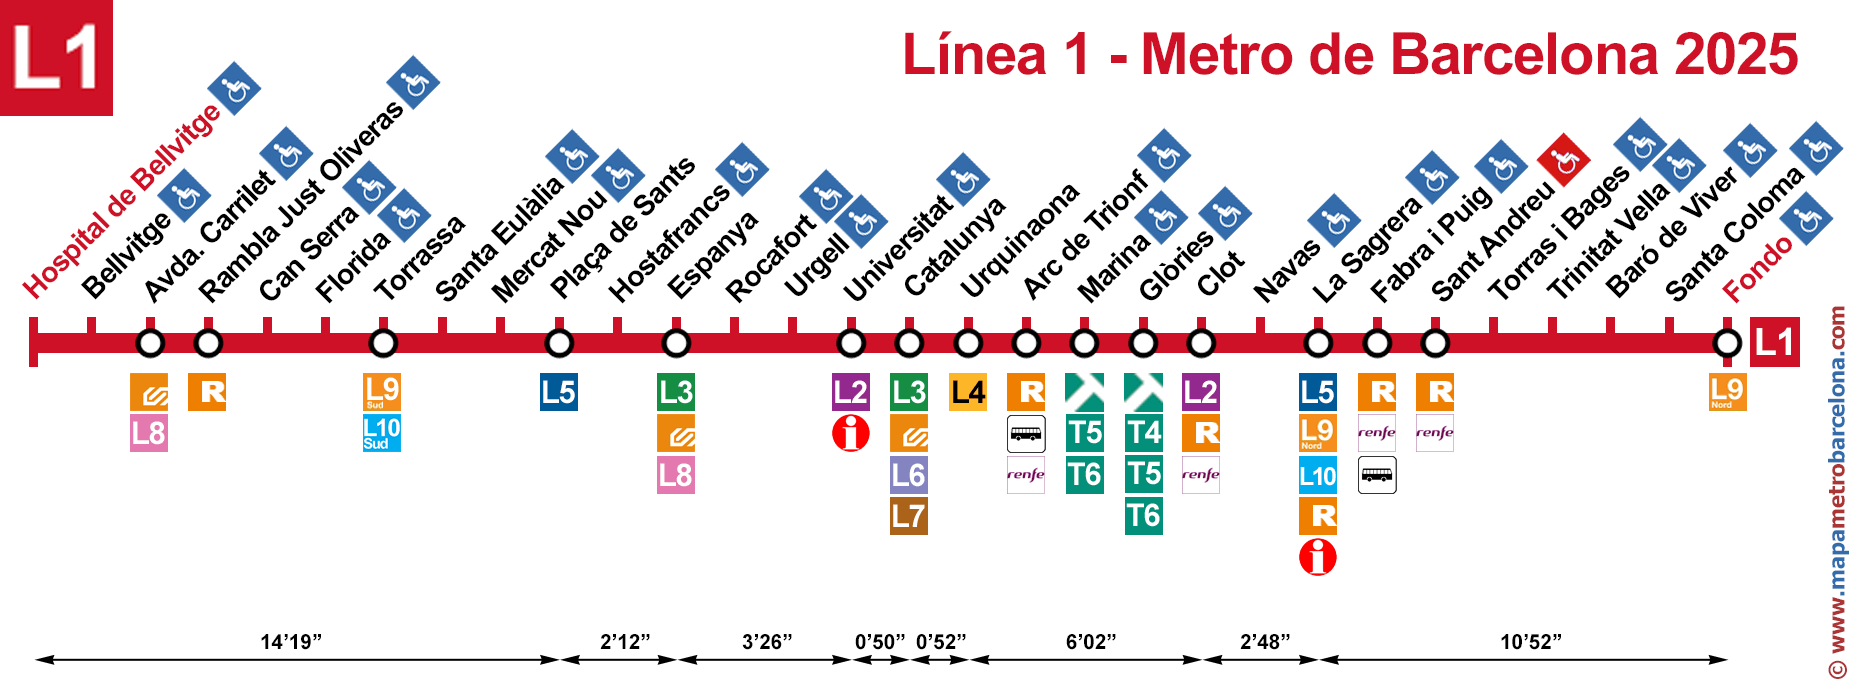 L1
Línea 1 - Metro de Barcelona 2025
Hospital de Bellvitge
Bellvitge
Avda. Carrilet
Rambla Just Oliveras
Can Serra
Florida
Torrassa
Santa Eulàlia
Mercat Nou
Plaça de Sants
Hostafrancs
Espanya
Rocafort
Urgell
Universitat
Catalunya
Urquinaona
Arc de Trionf
Marina
Glòries
Clot
Navas
La Sagrera
Fabra i Puig
Sant Andreu
Torras i Bages
Trinitat Vella
Baró de Viver
Santa Coloma
Fondo
L1
L8
R
L9 Sud
L10 Sud
L5
L3
L8
L2
i
L3
L6
L7
L4
R
renfe
T5
T6
T4
T5
T6
L2
R
renfe
L5
L9 Nord
L10
R
i
R
renfe
R
renfe
L9 Nord
14’19”
2’12”
3’26”
0’50”
0’52”
6’02”
2’48”
10’52”
© www.mapametrobarcelona.com